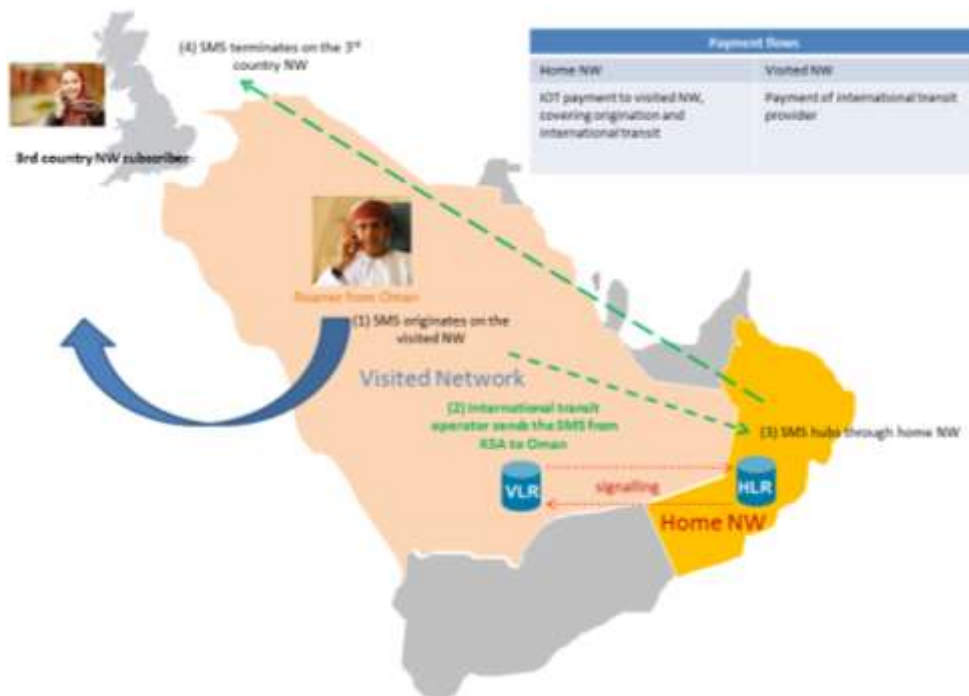 (4) SMS terminates on the 3rd
country NW
Payment flows
Home NW
Visited NW
IOT payment to visited NW,
covering origination and
international transit
Payment of international transit
provider
3rd country NW subscriber
Roamer from Oman
(1) SMS originates on the
visited NW
Visited Network
(2) International transit
operator sends the SMS from
KSA to Oman
(3) SMS hubs through home NW
VLR
signalling
HLR
Home NW